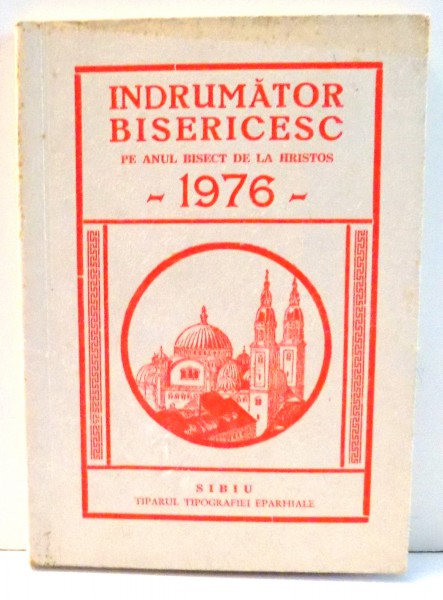 INDRUMĂTOR
BISERICESC
PE ANUL BISECT DE LA HRISTOS
~ 1976 ~
SIBIU
TIPARUL TIPOGRAFIEI EPARHIALE